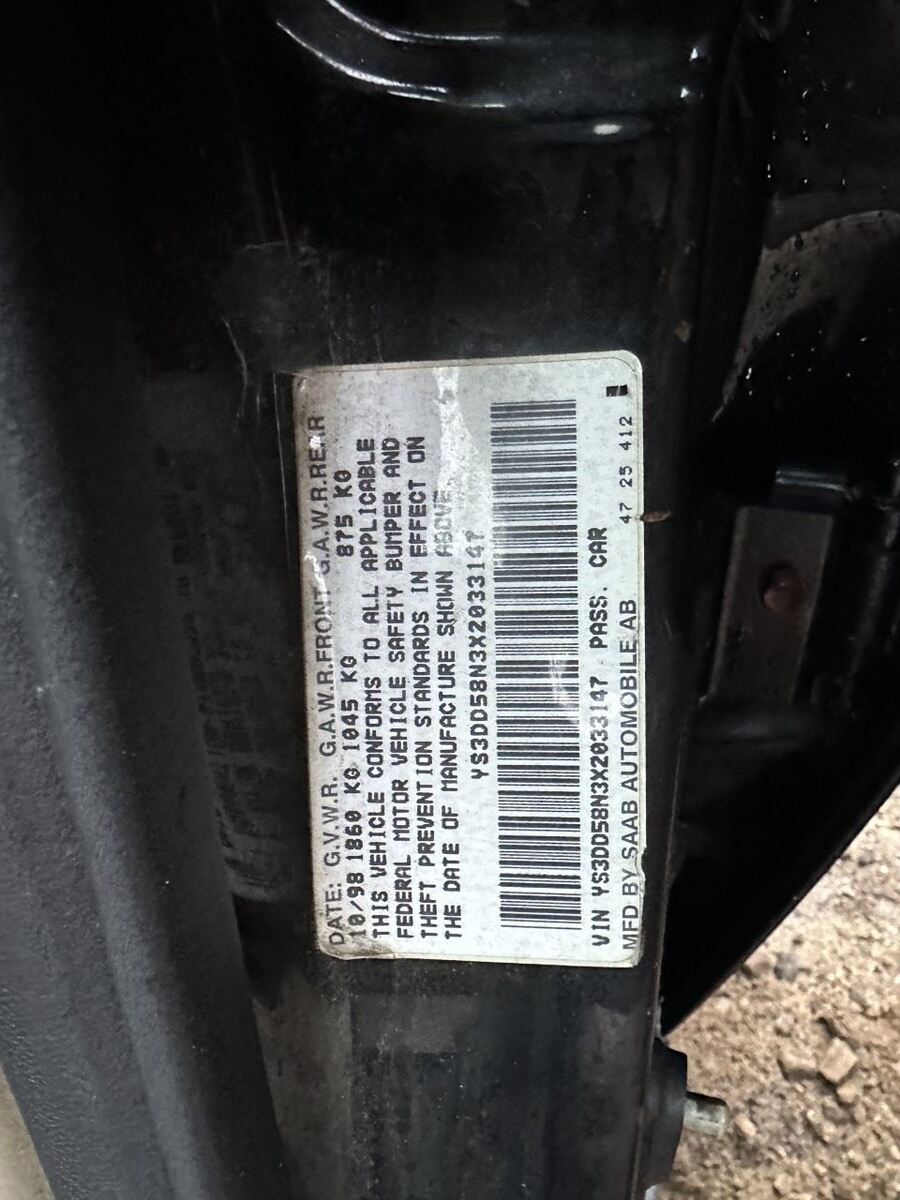 DATE: G.V.W.R. G.A.W.R.FRONT G.A.W.R.REAR
10/98 1860 KG 1045 KG 875 KG
THIS VEHICLE CONFORMS TO ALL APPLICABLE
FEDERAL MOTOR VEHICLE SAFETY BUMPER AND
THEFT PREVENTION STANDARDS IN EFFECT ON
THE DATE OF MANUFACTURE SHOWN ABOVE.
YS3DD58N3X2033147
VIN YS3DD58N3X2033147 PASS. CAR
MFD BY SAAB AUTOMOBILE AB 47 25 412